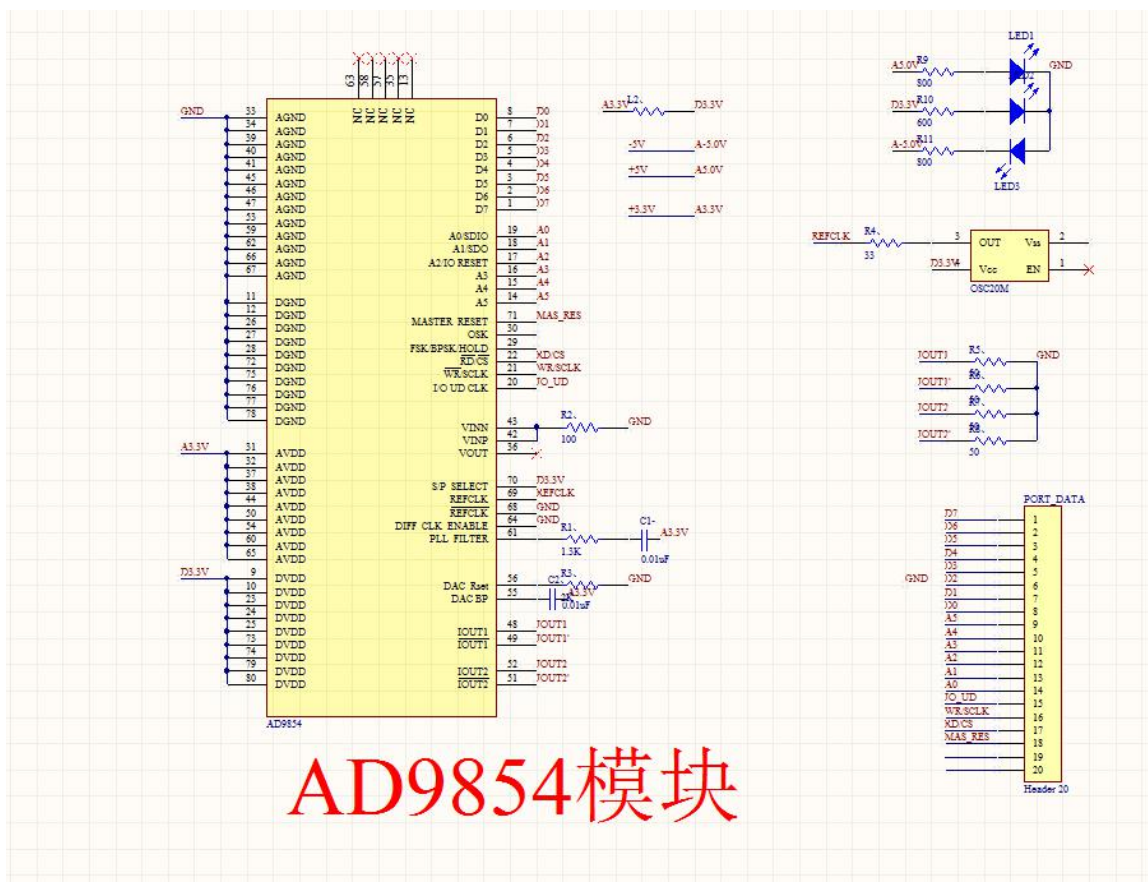 63
58
57
35
13
NC
NC
NC
NC
NC
GND
33 AGND
34 AGND
39 AGND
40 AGND
41 AGND
45 AGND
46 AGND
47 AGND
53 AGND
59 AGND
62 AGND
66 AGND
67 AGND
11 DGND
12 DGND
26 DGND
27 DGND
28 DGND
72 DGND
75 DGND
76 DGND
77 DGND
78 DGND
A3.3V
31 AVDD
32 AVDD
37 AVDD
38 AVDD
44 AVDD
50 AVDD
54 AVDD
60 AVDD
65 AVDD
D3.3V
9 DVDD
10 DVDD
23 DVDD
24 DVDD
25 DVDD
73 DVDD
74 DVDD
79 DVDD
80 DVDD
AD9854
D0 8 D0
D1 7 D1
D2 6 D2
D3 5 D3
D4 4 D4
D5 3 D5
D6 2 D6
D7 1 D7
A0/SDIO 19 A0
A1/SDO 18 A1
A2/IO RESET 17 A2
A3 16 A3
A4 15 A4
A5 14 A5
MASTER RESET 71 MAS_RES
OSK 30
FSK/BPSK/HOLD 29
RD/CS 22 RD/CS
WR/SCLK 21 WR/SCLK
I/O UD CLK 20 IO_UD
VINN 43
VINP 42
VOUT 36
R2、
100
GND
S/P SELECT 70 D3.3V
REFCLK 69 REFCLK
REFCLK 68 GND
DIFF CLK ENABLE 64 GND
PLL FILTER 61
R1、
1.3K
C1-
0.01uF
A3.3V
DAC Rset 56
R3、
2K
GND
DAC BP 55
C2、
0.01uF
A3.3V
IOUT1 48 IOUT1
IOUT1 49 IOUT1'
IOUT2 52 IOUT2
IOUT2 51 IOUT2'
A3.3V L2、 D3.3V
-5V A-5.0V
+5V A5.0V
+3.3V A3.3V
LED1
A5.0V R9 GND
800
LED2
D3.3V R10
600
A-5.0V R11
800
LED3
REFCLK R4、 3 OUT Vss 2
33
D3.3V 4 Vcc EN 1
OSC20M
IOUT1 R5、 GND
50
IOUT1' R6、
50
IOUT2 R7、
50
IOUT2' R8、
50
PORT_DATA
D7 1
D6 2
D5 3
D4 4
D3 5
GND D2 6
D1 7
D0 8
A5 9
A4 10
A3 11
A2 12
A1 13
A0 14
IO_UD 15
WR/SCLK 16
RD/CS 17
MAS_RES 18
19
20
Header 20
AD9854模块